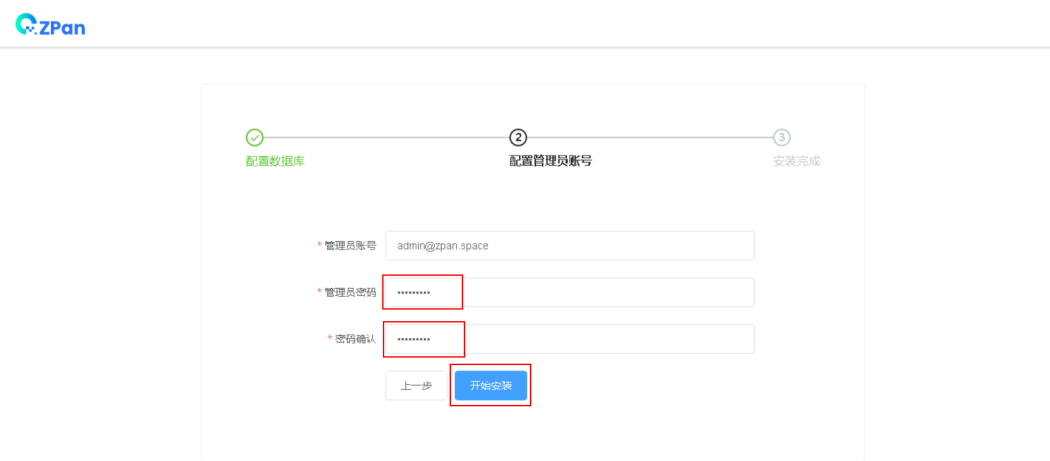 ZPan
2
3
配置数据库
配置管理员账号
安装完成
* 管理员账号 admin@zpan.space
* 管理员密码 •••••••••
* 密码确认 •••••••••
上一步 开始安装